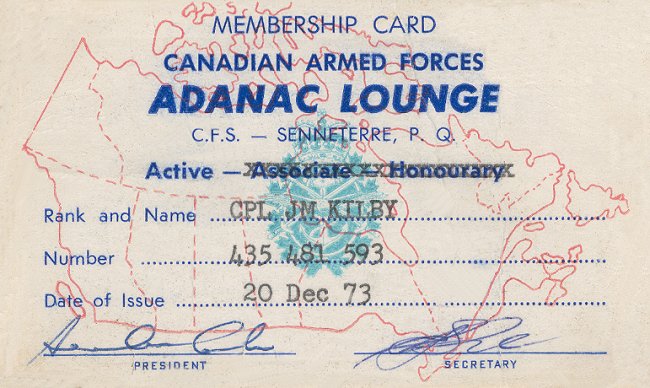 MEMBERSHIP CARD
CANADIAN ARMED FORCES
ADANAC LOUNGE
C.F.S. — SENNETERRE, P. Q.
Active — Associate — Honourary
Rank and Name CPL JM KILBY
Number 435 481 593
Date of Issue 20 Dec 73
PRESIDENT SECRETARY